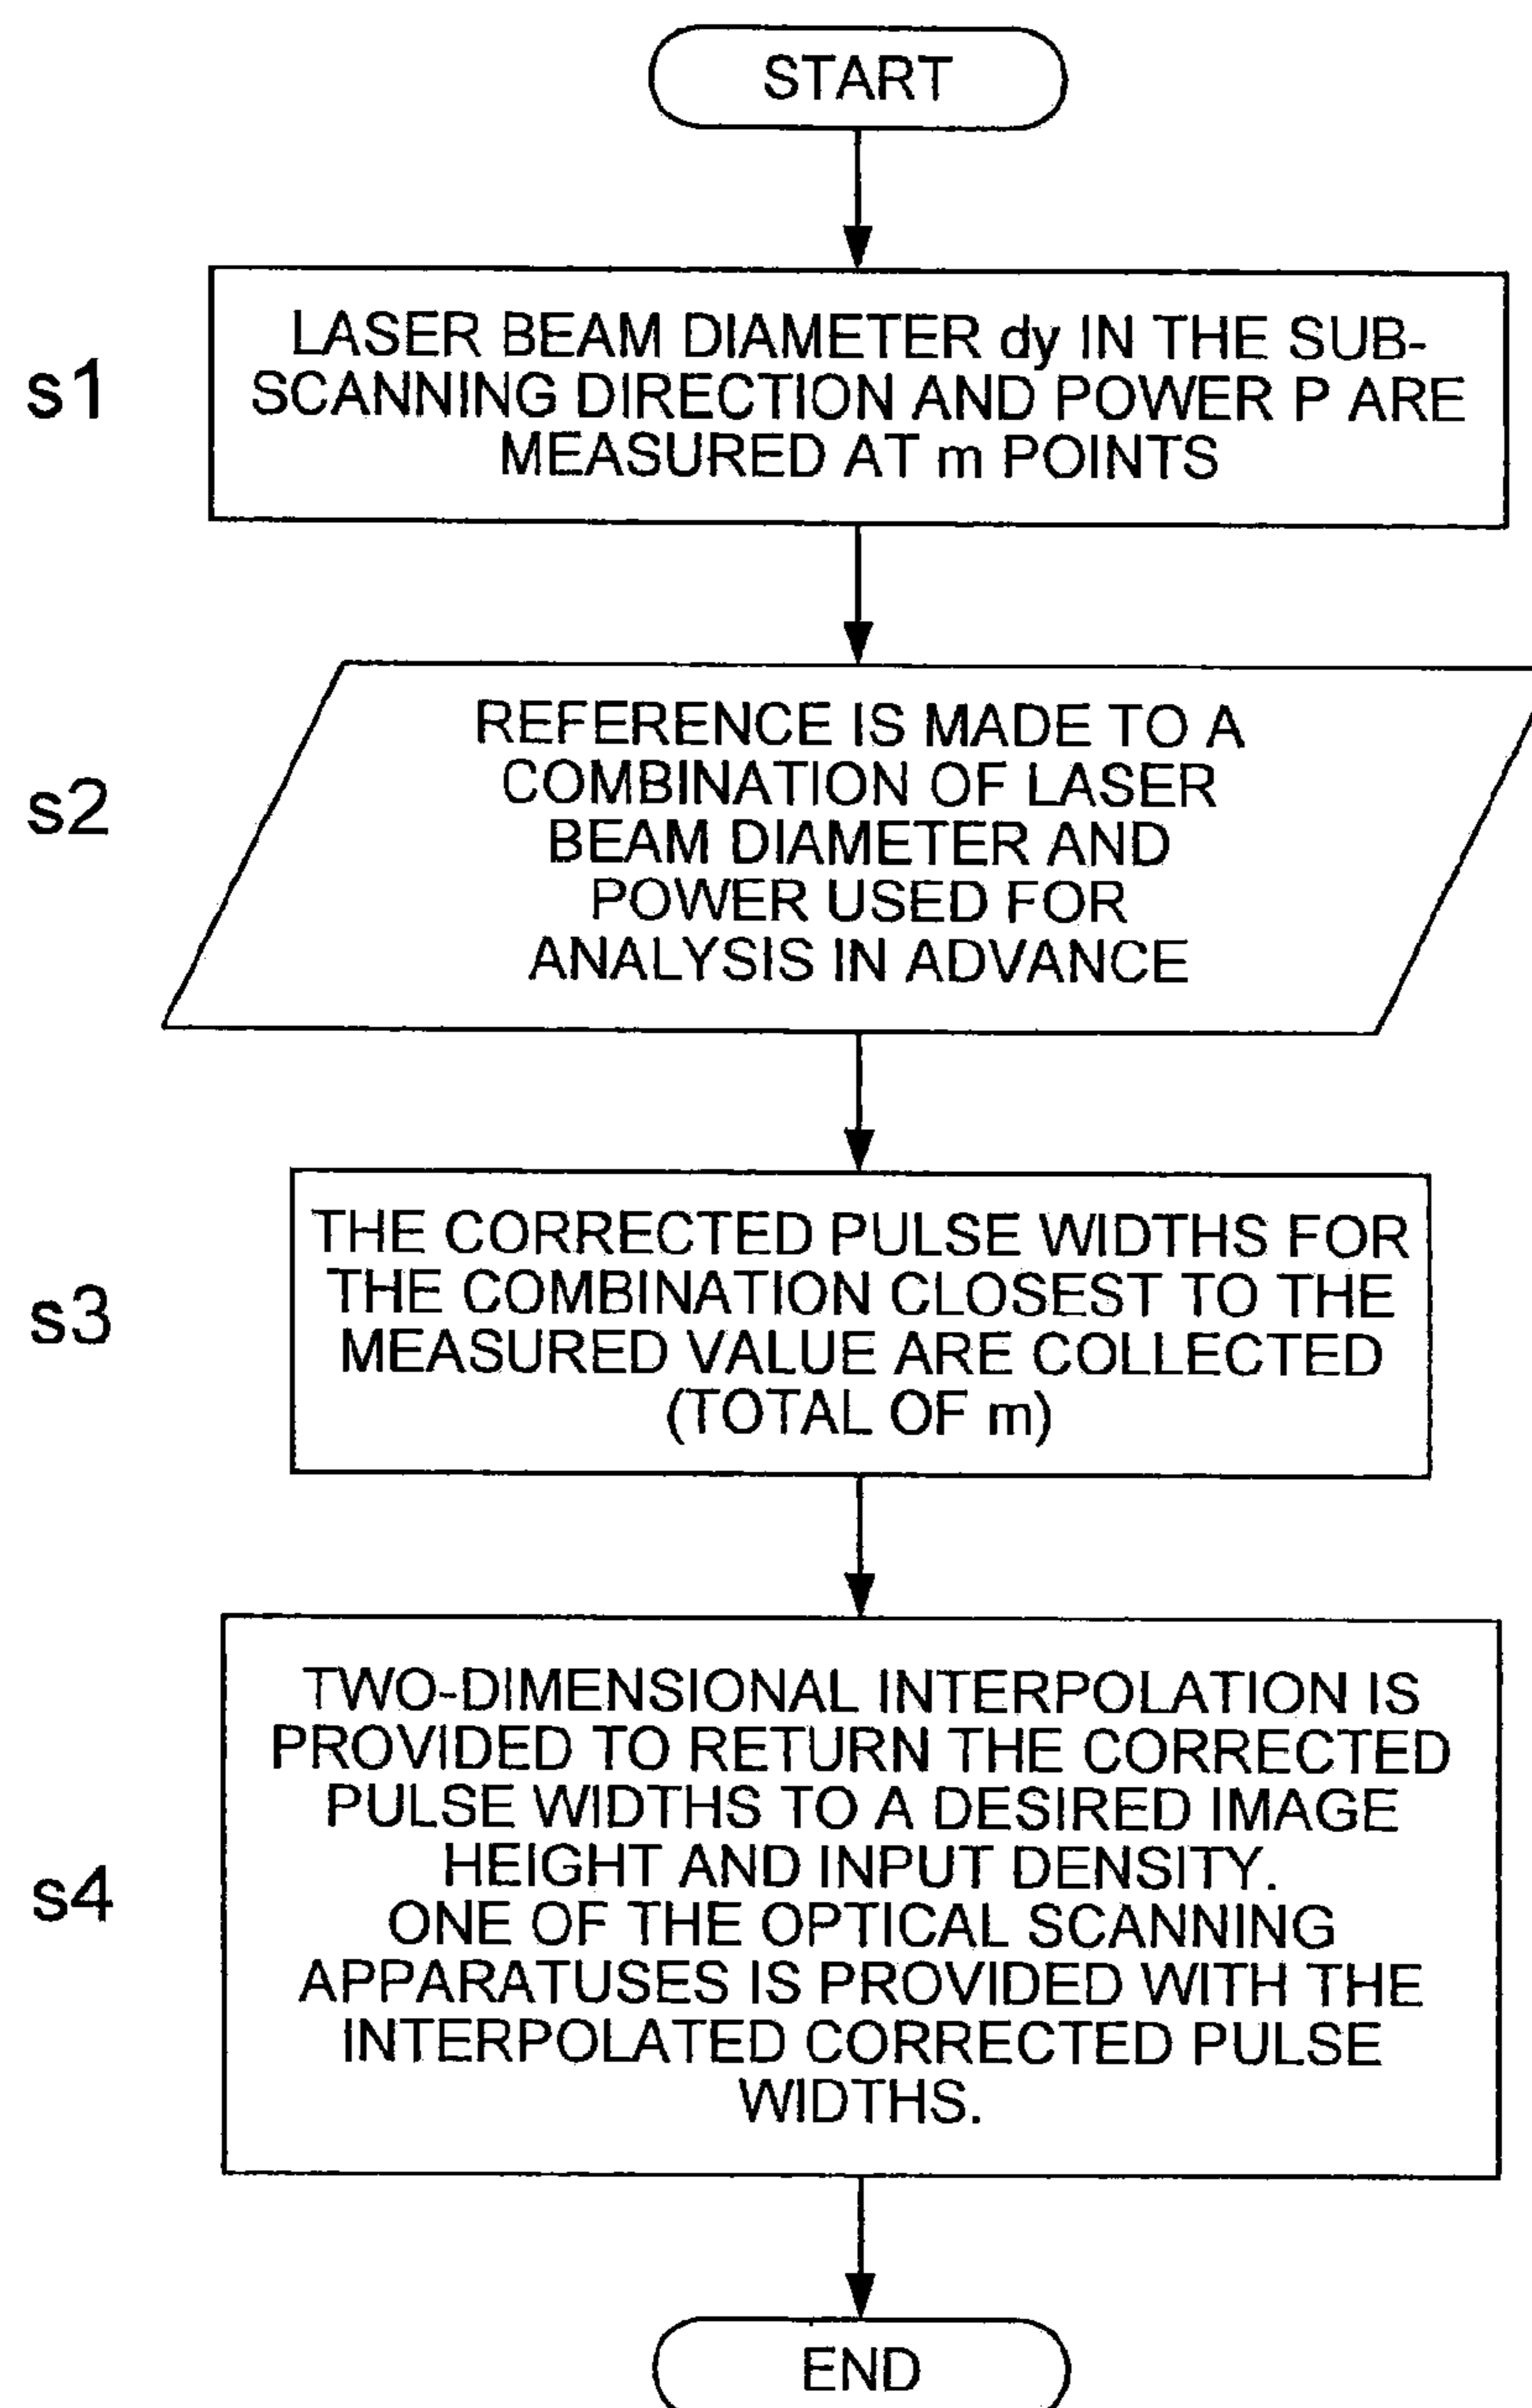 START
s1
LASER BEAM DIAMETER dy IN THE SUB-
SCANNING DIRECTION AND POWER P ARE
MEASURED AT m POINTS
s2
REFERENCE IS MADE TO A
COMBINATION OF LASER
BEAM DIAMETER AND
POWER USED FOR
ANALYSIS IN ADVANCE
s3
THE CORRECTED PULSE WIDTHS FOR
THE COMBINATION CLOSEST TO THE
MEASURED VALUE ARE COLLECTED
(TOTAL OF m)
s4
TWO-DIMENSIONAL INTERPOLATION IS
PROVIDED TO RETURN THE CORRECTED
PULSE WIDTHS TO A DESIRED IMAGE
HEIGHT AND INPUT DENSITY.
ONE OF THE OPTICAL SCANNING
APPARATUSES IS PROVIDED WITH THE
INTERPOLATED CORRECTED PULSE
WIDTHS.
END